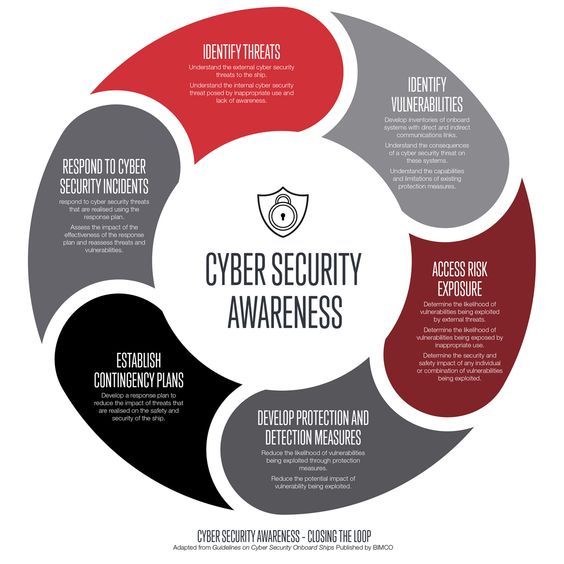 IDENTIFY THREATS
Understand the external cyber security
threats to the ship.
Understand the internal cyber security
threat posed by inappropriate use and
lack of awareness.
IDENTIFY
VULNERABILITIES
Develop inventories of onboard
systems with direct and indirect
communications links.
Understand the consequences
of a cyber security threat on
these systems.
Understand the capabilities
and limitations of existing
protection measures.
ACCESS RISK
EXPOSURE
Determine the likelihood of
vulnerabilities being exploited
by external threats.
Determine the likelihood of
vulnerabilities being exposed by
inappropriate use.
Determine the security and
safety impact of any individual
or combination of vulnerabilities
being exploited.
DEVELOP PROTECTION AND
DETECTION MEASURES
Reduce the likelihood of vulnerabilities
being exploited through protection
measures.
Reduce the potential impact of
vulnerability being exploited.
ESTABLISH
CONTINGENCY PLANS
Develop a response plan to
reduce the impact of threats that
are realised on the safety and
security of the ship.
RESPOND TO CYBER
SECURITY INCIDENTS
respond to cyber security threats
that are realised using the
response plan.
Assess the impact of the
effectiveness of the response
plan and reassess threats and
vulnerabilities.
CYBER SECURITY
AWARENESS
CYBER SECURITY AWARENESS - CLOSING THE LOOP
Adapted from Guidelines on Cyber Security Onboard Ships Published by BIMCO